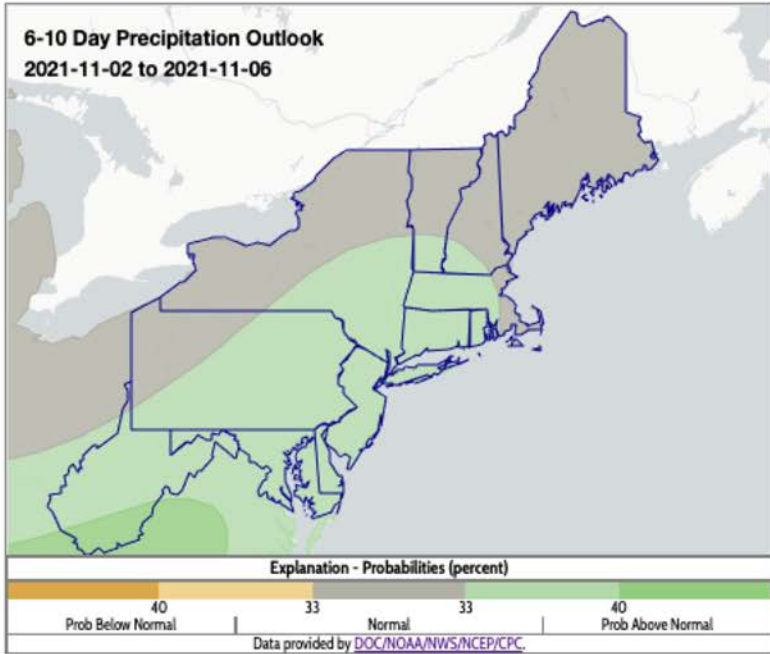 6-10 Day Precipitation Outlook
2021-11-02 to 2021-11-06
Explanation - Probabilities (percent)
40 33 33 40
Prob Below Normal | Normal | Prob Above Normal
Data provided by DOC/NOAA/NWS/NCEP/CPC.